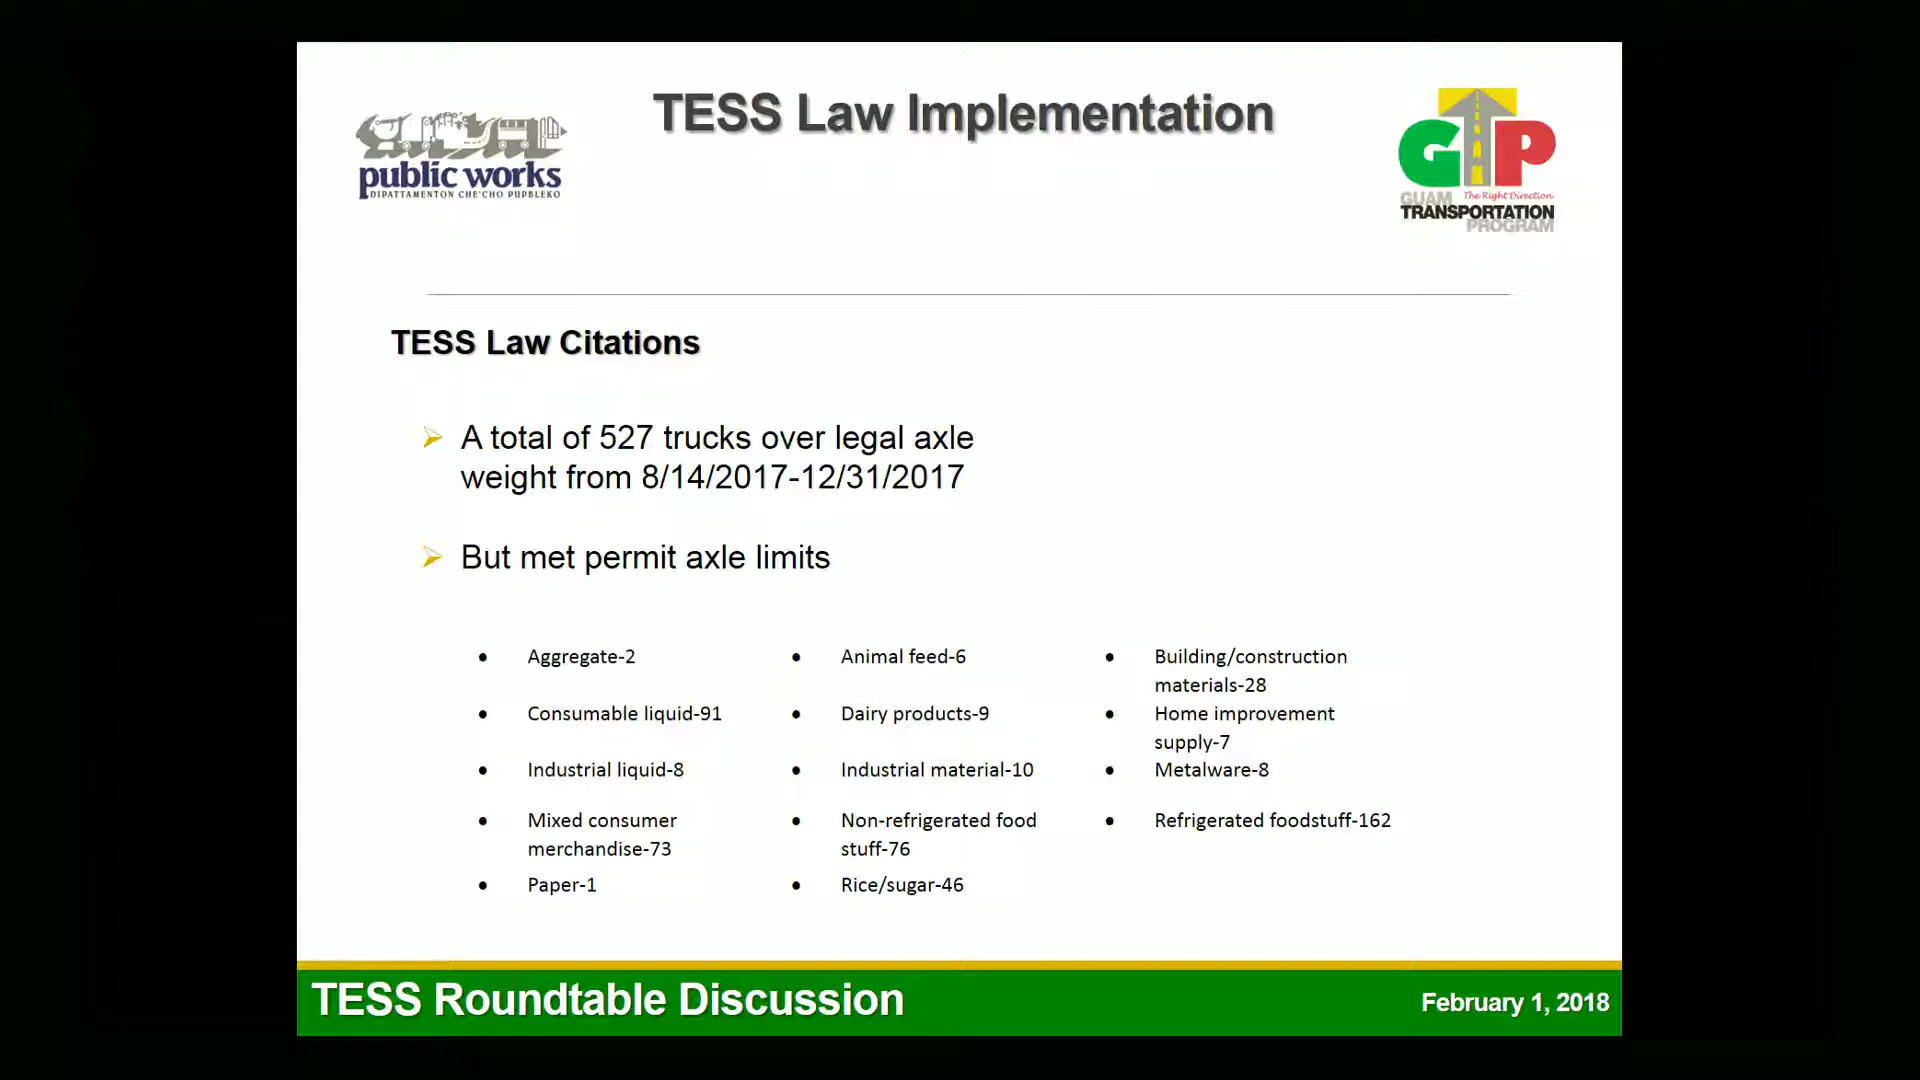 TESS Law Implementation
public works
DIPATTAMENTON CHE'CHO PUPBLEKO
GTP
The Right Direction
GUAM
TRANSPORTATION
PROGRAM
TESS Law Citations
A total of 527 trucks over legal axle
weight from 8/14/2017-12/31/2017
But met permit axle limits
• Aggregate-2
• Animal feed-6
• Building/construction
materials-28
• Consumable liquid-91
• Dairy products-9
• Home improvement
supply-7
• Industrial liquid-8
• Industrial material-10
• Metalware-8
• Mixed consumer
merchandise-73
• Non-refrigerated food
stuff-76
• Refrigerated foodstuff-162
• Paper-1
• Rice/sugar-46
TESS Roundtable Discussion
February 1, 2018